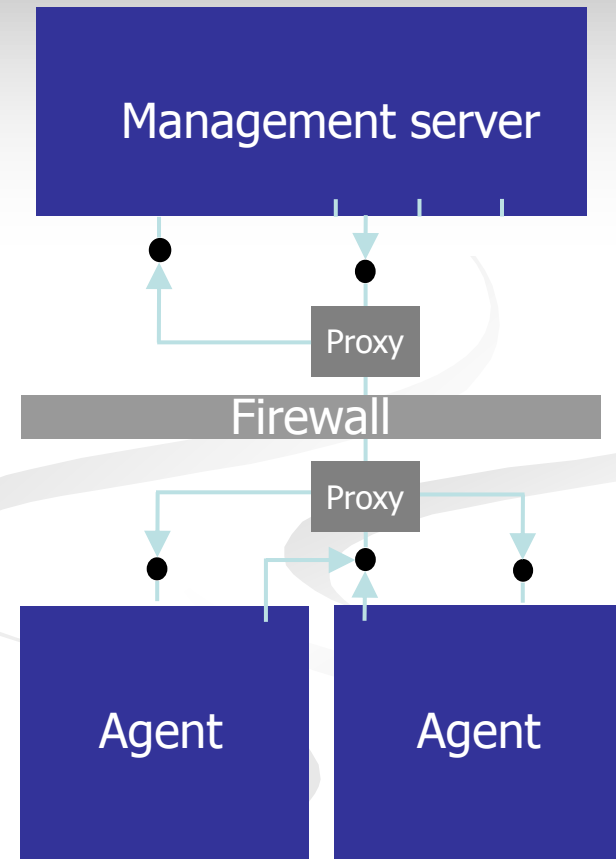 Management server
Proxy
Firewall
Proxy
Agent
Agent